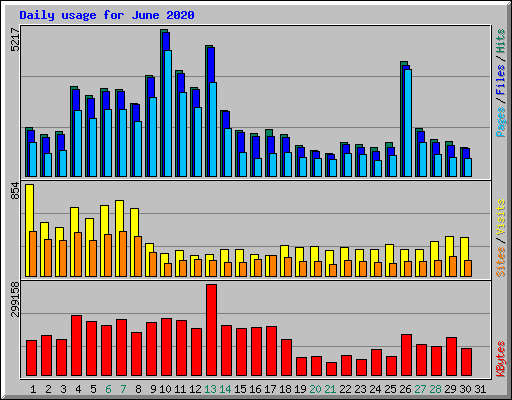 Daily usage for June 2020
5217
Pages / Files / Hits
854
Sites / Visits
299158
KBytes
1 2 3 4 5 6 7 8 9 10 11 12 13 14 15 16 17 18 19 20 21 22 23 24 25 26 27 28 29 30 31